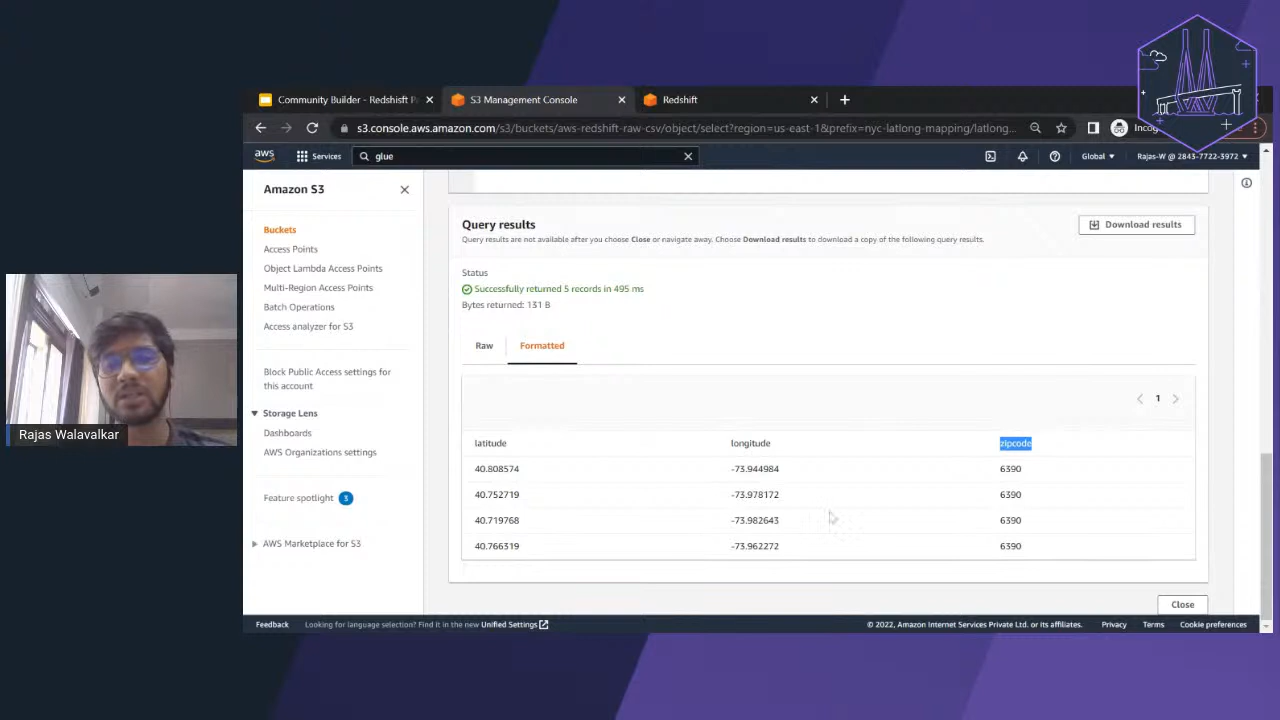 Community Builder - Redshisft P
S3 Management Console
Redshift
s3.console.aws.amazon.com/s3/buckets/aws-redshift-raw-csv/object/select?region=us-east-1&prefix=nyc-latlong-mapping/latlong...
aws
Services
glue
Global
Rajas-W @ 2843-7722-3972
Amazon S3
Buckets
Access Points
Object Lambda Access Points
Multi-Region Access Points
Batch Operations
Access analyzer for S3
Block Public Access settings for
this account
Storage Lens
Dashboards
AWS Organizations settings
Feature spotlight 3
AWS Marketplace for S3
Query results
Query results are not available after you choose Close or navigate away. Choose Download results to download a copy of the following query results.
Download results
Status
Successfully returned 5 records in 495 ms
Bytes returned: 131 B
Raw
Formatted
1
latitude longitude zipcode
40.808574 -73.944984 6390
40.752719 -73.978172 6390
40.719768 -73.982643 6390
40.766319 -73.962272 6390
Close
Feedback
Looking for language selection? Find it in the new Unified Settings
© 2022, Amazon Internet Services Private Ltd. or its affiliates.
Privacy
Terms
Cookie preferences
Rajas Walavalkar